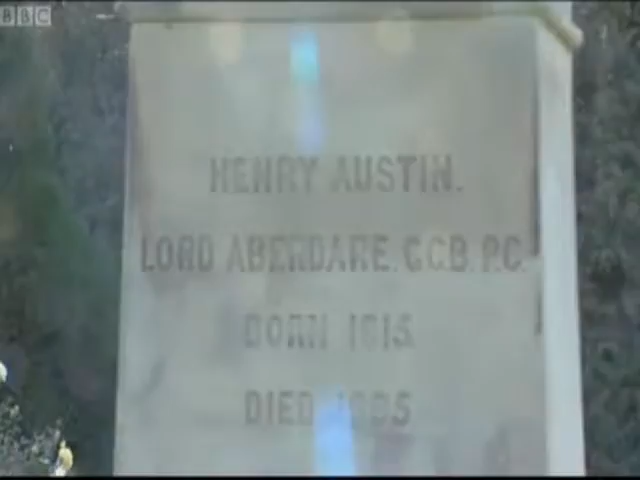 BBC
HENRY AUSTIN.
LORD ABERDARE. G.C.B. P.C.
BORN 1815
DIED